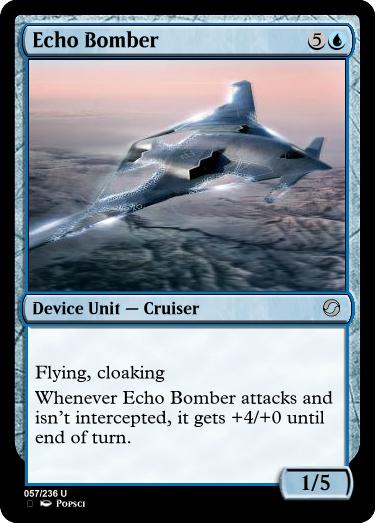 Echo Bomber 5
Device Unit — Cruiser
Flying, cloaking
Whenever Echo Bomber attacks and
isn't intercepted, it gets +4/+0 until
end of turn.
057/236 U
Popsci
1/5